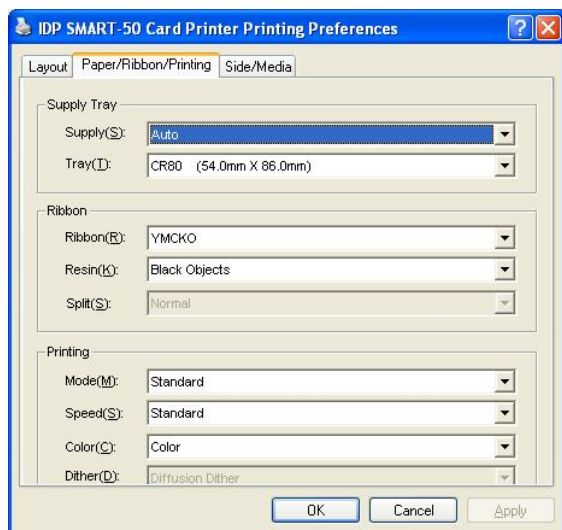 IDP SMART-50 Card Printer Printing Preferences
Layout Paper/Ribbon/Printing Side/Media
Supply Tray
Supply(S): Auto
Tray(T): CR80 (54.0mm X 86.0mm)
Ribbon
Ribbon(R): YMCKO
Resin(K): Black Objects
Split(S): Normal
Printing
Mode(M): Standard
Speed(S): Standard
Color(C): Color
Dither(D): Diffusion Dither
OK Cancel Apply